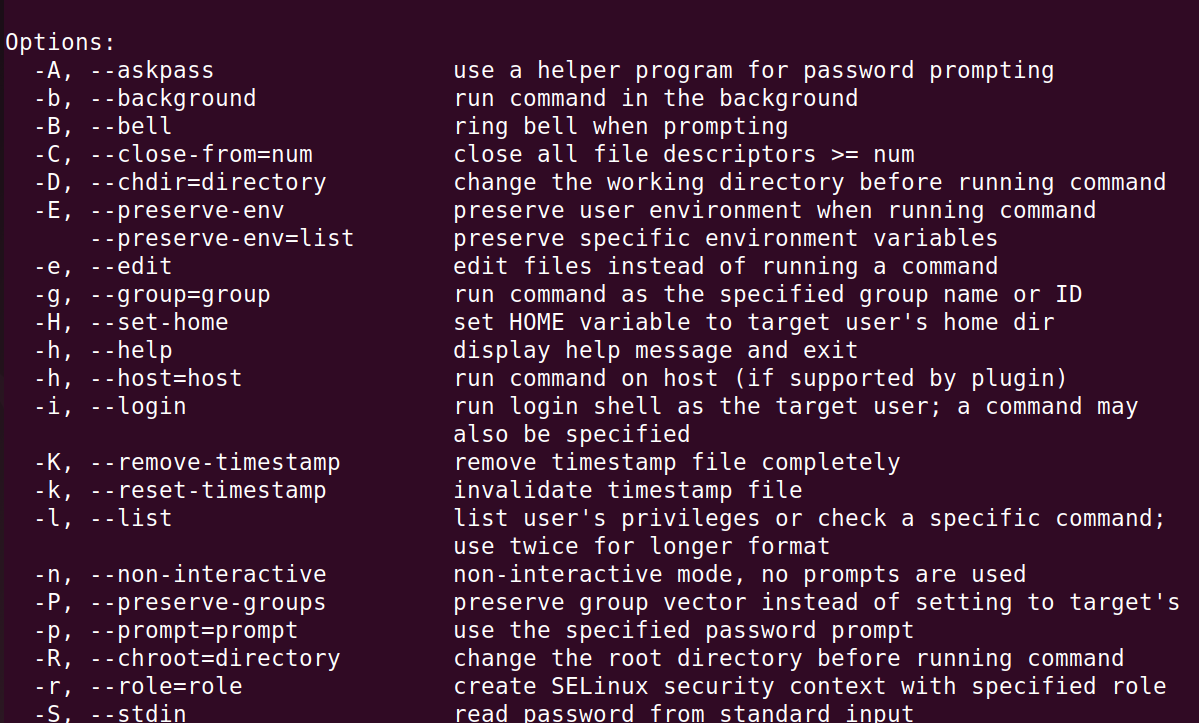 Options:
  -A, --askpass                 use a helper program for password prompting
  -b, --background              run command in the background
  -B, --bell                    ring bell when prompting
  -C, --close-from=num          close all file descriptors >= num
  -D, --chdir=directory         change the working directory before running command
  -E, --preserve-env            preserve user environment when running command
      --preserve-env=list       preserve specific environment variables
  -e, --edit                    edit files instead of running a command
  -g, --group=group             run command as the specified group name or ID
  -H, --set-home                set HOME variable to target user's home dir
  -h, --help                    display help message and exit
  -h, --host=host               run command on host (if supported by plugin)
  -i, --login                   run login shell as the target user; a command may
                                also be specified
  -K, --remove-timestamp        remove timestamp file completely
  -k, --reset-timestamp         invalidate timestamp file
  -l, --list                    list user's privileges or check a specific command;
                                use twice for longer format
  -n, --non-interactive         non-interactive mode, no prompts are used
  -P, --preserve-groups         preserve group vector instead of setting to target's
  -p, --prompt=prompt           use the specified password prompt
  -R, --chroot=directory        change the root directory before running command
  -r, --role=role               create SELinux security context with specified role
  -S, --stdin                   read password from standard input